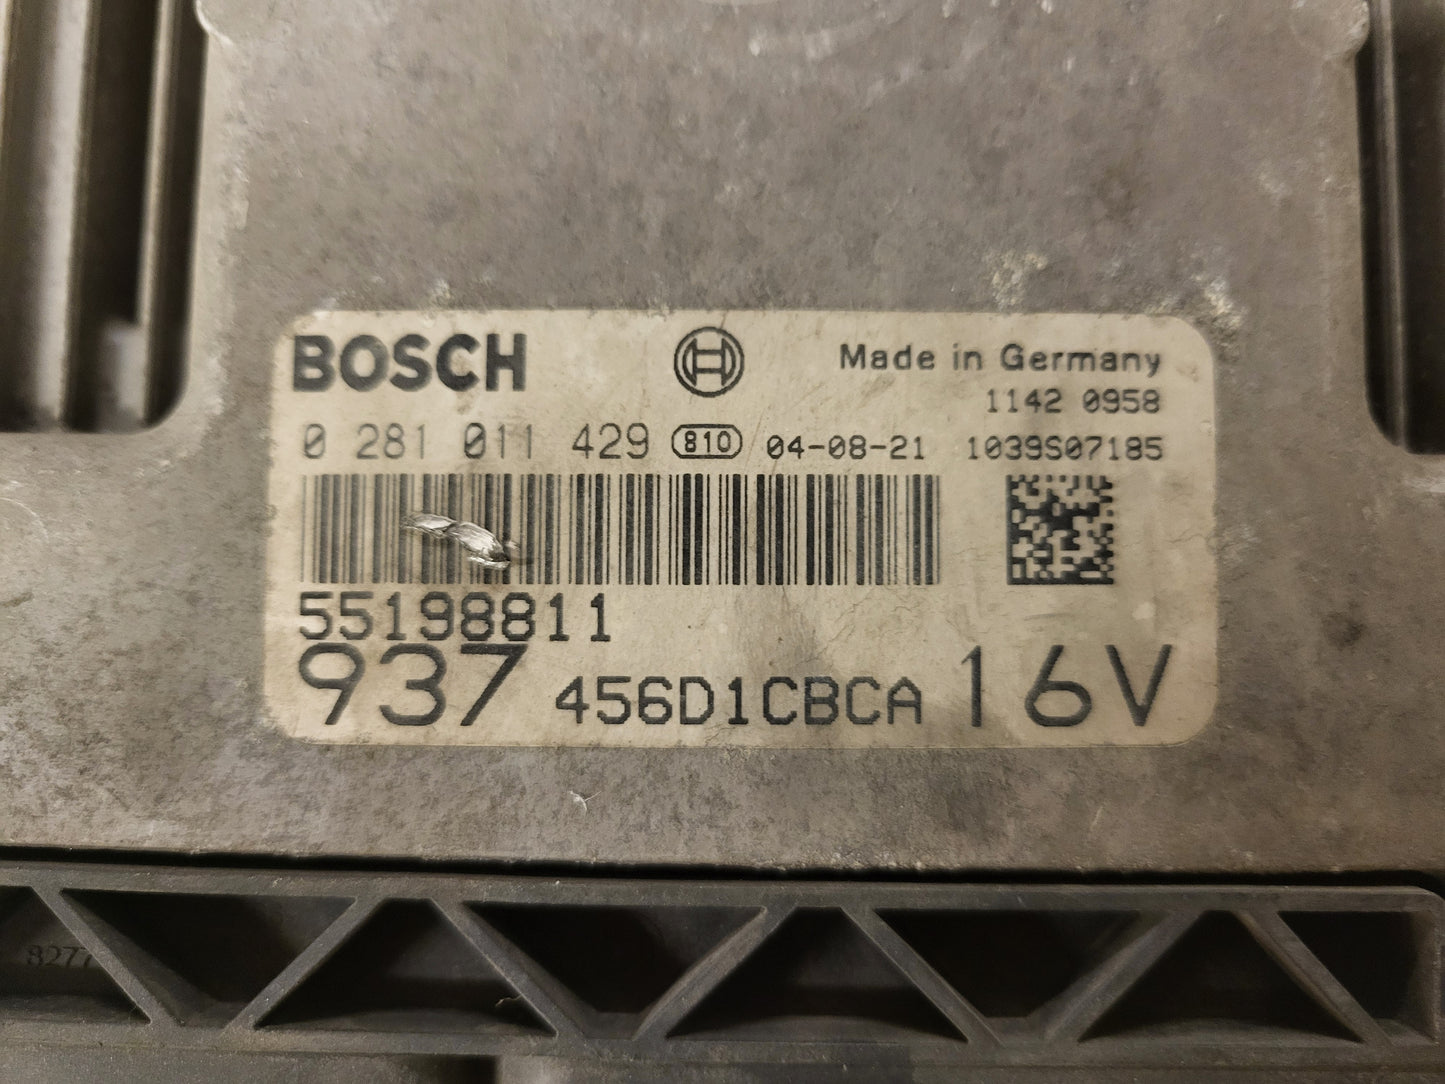 BOSCH Made in Germany
1142 0958
0 281 011 429 810 04-08-21 1039S07185
55198811
937 456D1CBCA 16V
8277